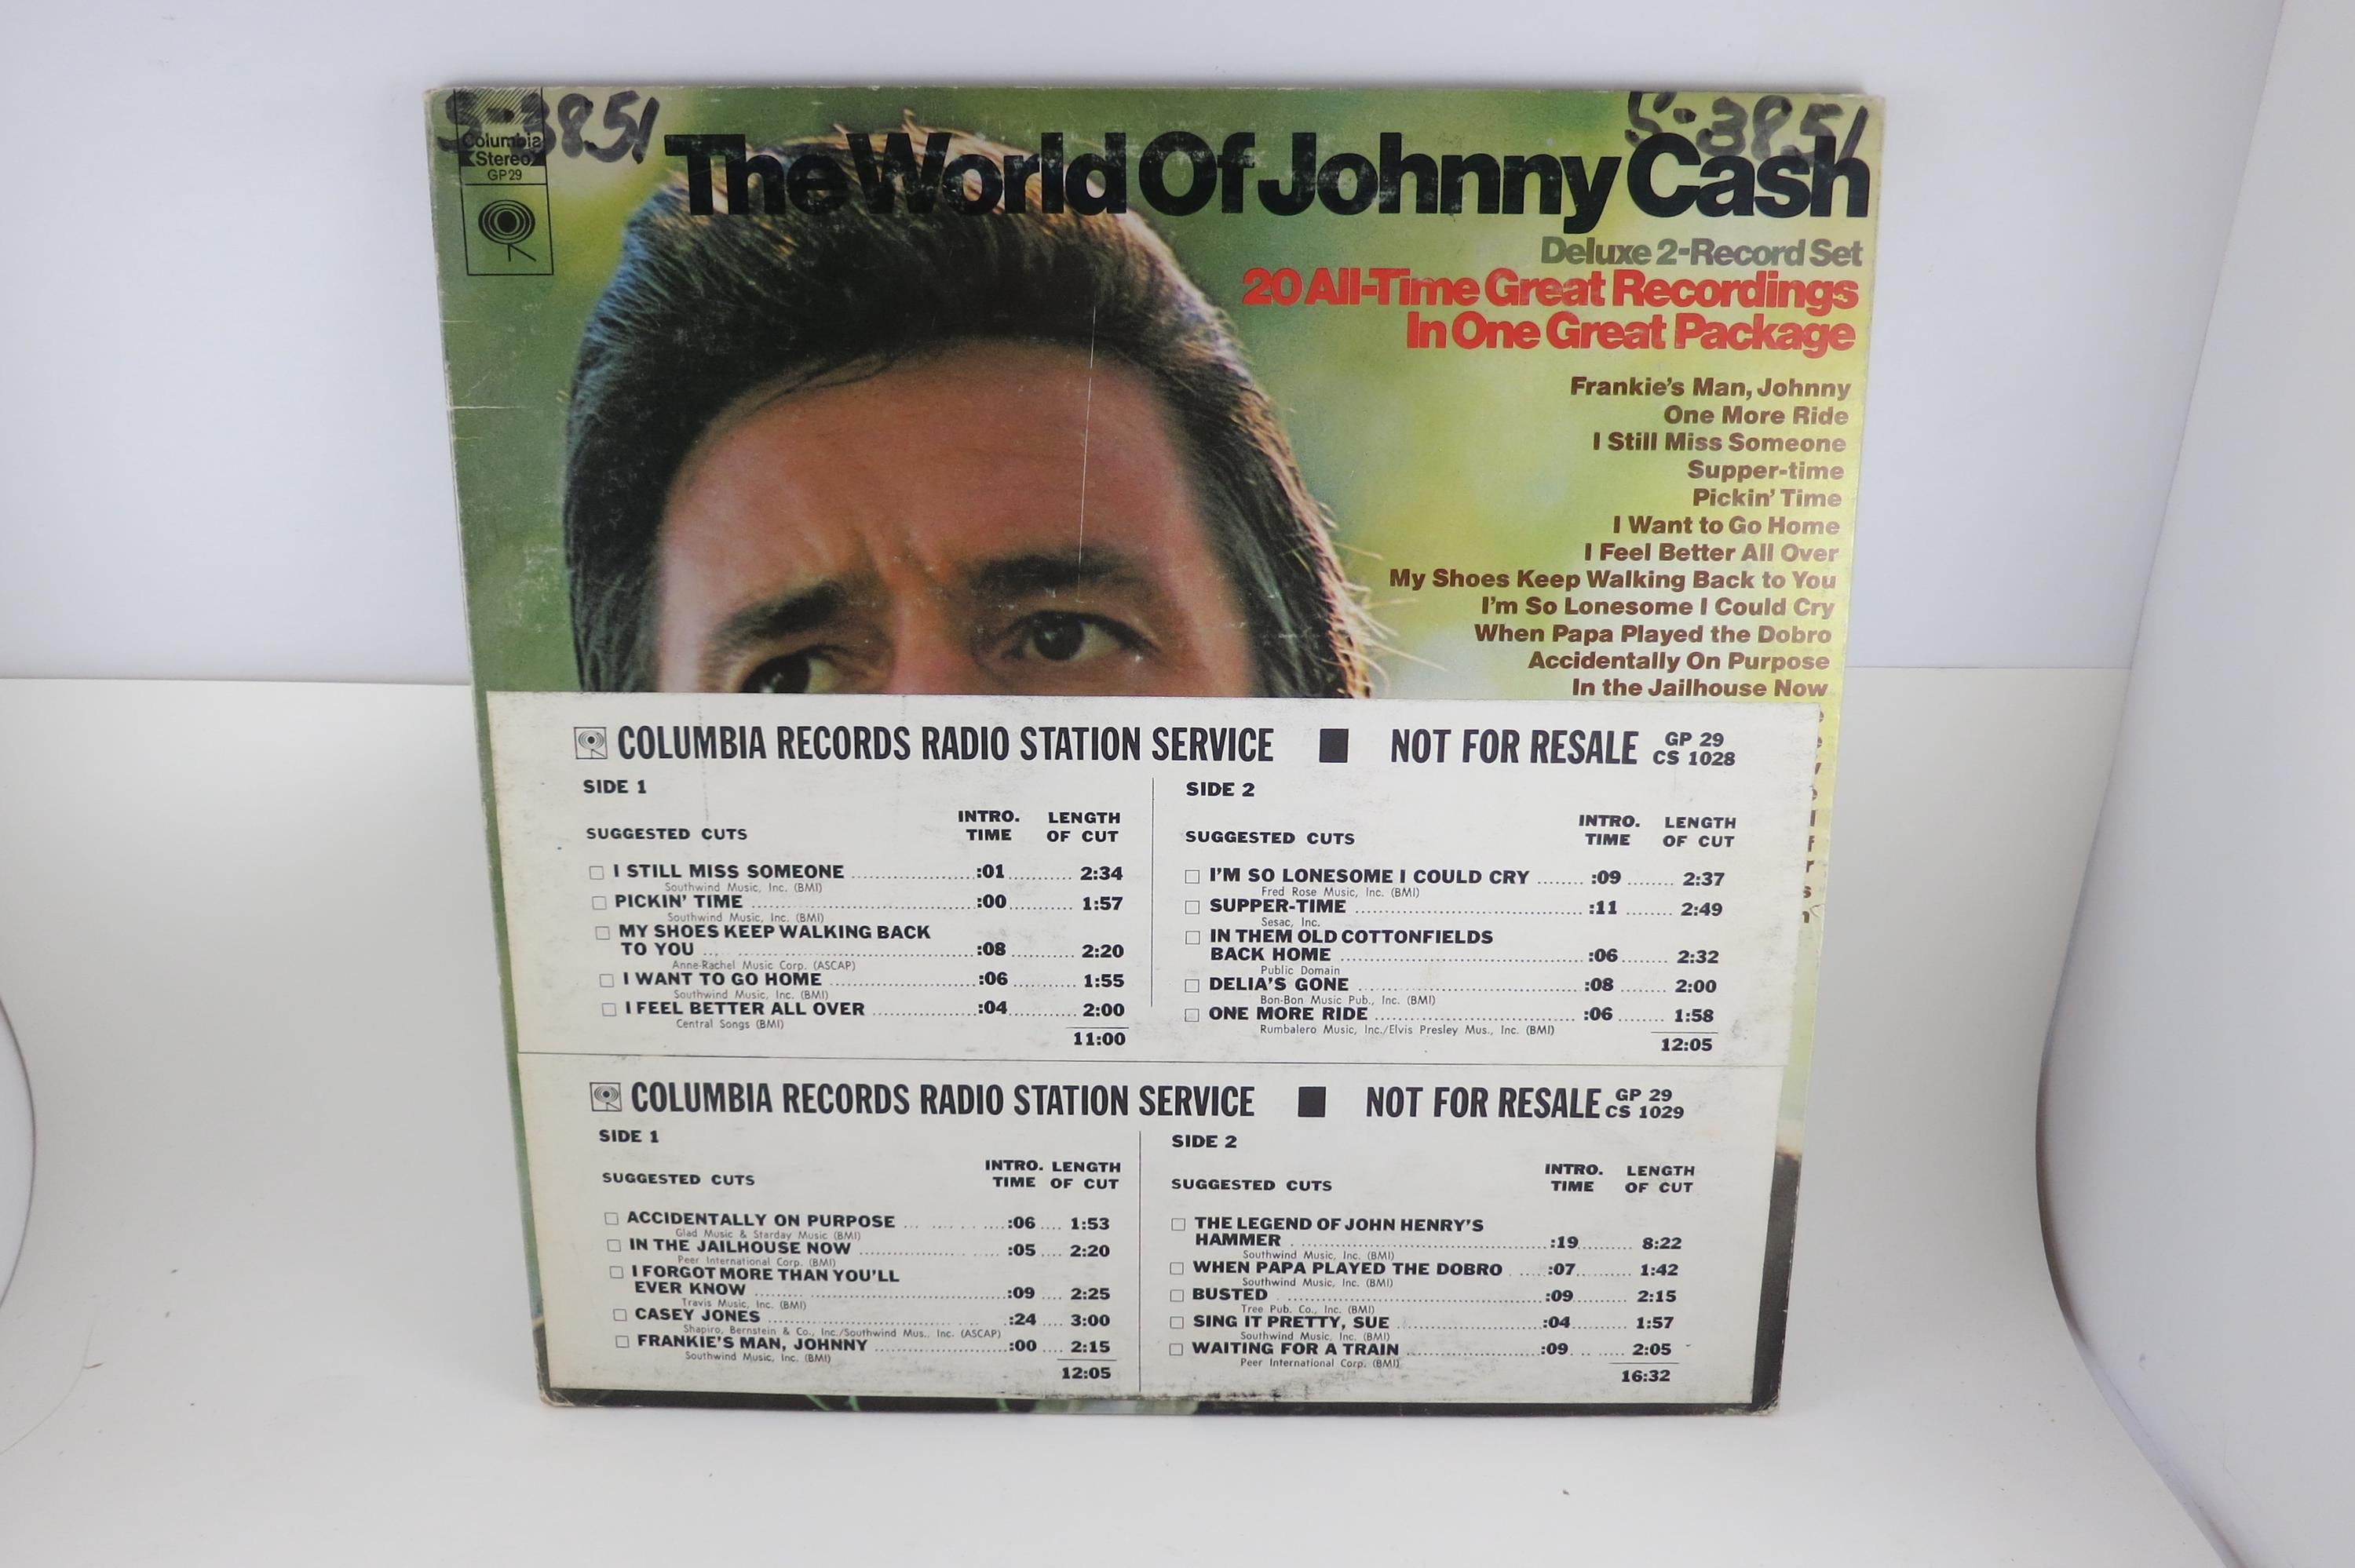 S-3851
S-3851
Columbia
Stereo
GP29
The World Of Johnny Cash
Deluxe 2-Record Set
20 All-Time Great Recordings
In One Great Package
Frankie's Man, Johnny
One More Ride
I Still Miss Someone
Supper-time
Pickin' Time
I Want to Go Home
I Feel Better All Over
My Shoes Keep Walking Back to You
I'm So Lonesome I Could Cry
When Papa Played the Dobro
Accidentally On Purpose
In the Jailhouse Now
COLUMBIA RECORDS RADIO STATION SERVICE ■ NOT FOR RESALE GP 29
CS 1028
SIDE 1
INTRO. LENGTH
SUGGESTED CUTS TIME OF CUT
I STILL MISS SOMEONE :01 2:34
Southwind Music, Inc. (BMI)
PICKIN' TIME :00 1:57
Southwind Music, Inc. (BMI)
MY SHOES KEEP WALKING BACK
TO YOU :08 2:20
Anne-Rachel Music Corp. (ASCAP)
I WANT TO GO HOME :06 1:55
Southwind Music, Inc. (BMI)
I FEEL BETTER ALL OVER :04 2:00
Central Songs (BMI)
11:00
SIDE 2
INTRO. LENGTH
SUGGESTED CUTS TIME OF CUT
I'M SO LONESOME I COULD CRY :09 2:37
Fred Rose Music, Inc. (BMI)
SUPPER-TIME :11 2:49
Sesac, Inc.
IN THEM OLD COTTONFIELDS
BACK HOME :06 2:32
Public Domain
DELIA'S GONE :08 2:00
Bon-Bon Music Pub., Inc. (BMI)
ONE MORE RIDE :06 1:58
Rumbalero Music, Inc./Elvis Presley Mus., Inc. (BMI)
12:05
COLUMBIA RECORDS RADIO STATION SERVICE ■ NOT FOR RESALE GP 29
CS 1029
SIDE 1
INTRO. LENGTH
SUGGESTED CUTS TIME OF CUT
ACCIDENTALLY ON PURPOSE :06 1:53
Glad Music & Starday Music (BMI)
IN THE JAILHOUSE NOW :05 2:20
Peer International Corp. (BMI)
I FORGOT MORE THAN YOU'LL
EVER KNOW :09 2:25
Travis Music, Inc. (BMI)
CASEY JONES :24 3:00
Shapiro, Bernstein & Co., Inc./Southwind Mus., Inc. (ASCAP)
FRANKIE'S MAN, JOHNNY :00 2:15
Southwind Music, Inc. (BMI)
12:05
SIDE 2
INTRO. LENGTH
SUGGESTED CUTS TIME OF CUT
THE LEGEND OF JOHN HENRY'S
HAMMER :19 8:22
Southwind Music, Inc. (BMI)
WHEN PAPA PLAYED THE DOBRO :07 1:42
Southwind Music, Inc. (BMI)
BUSTED :09 2:15
Tree Pub. Co., Inc. (BMI)
SING IT PRETTY, SUE :04 1:57
Southwind Music, Inc. (BMI)
WAITING FOR A TRAIN :09 2:05
Peer International Corp. (BMI)
16:32